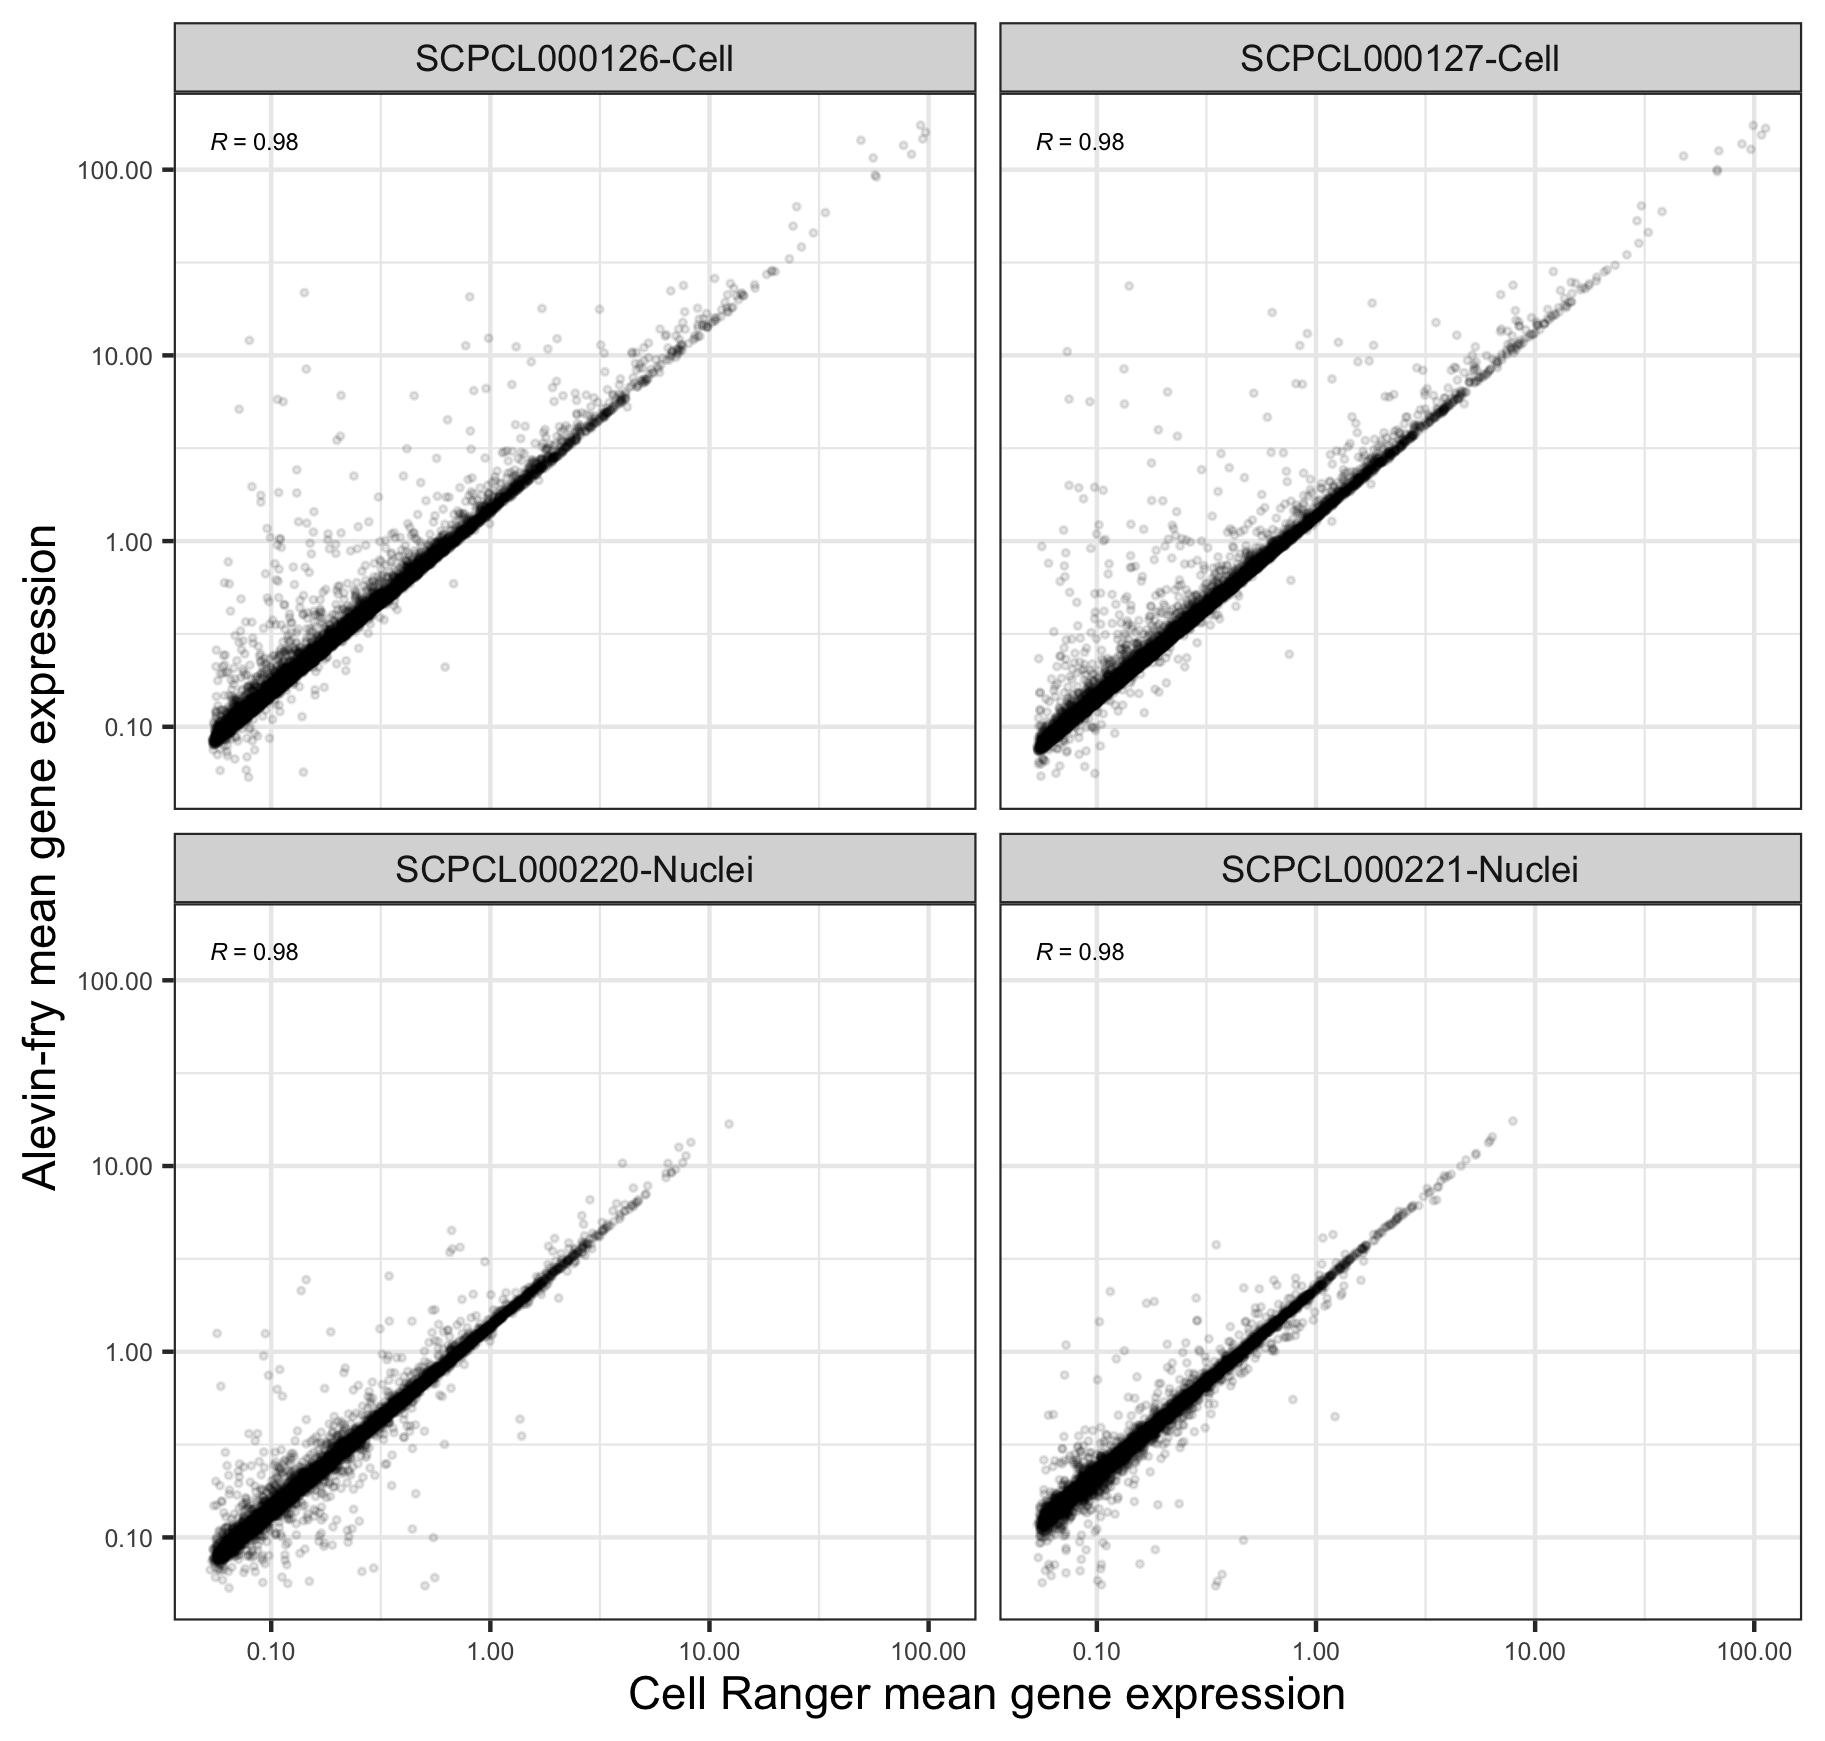 SCPCL000126-Cell
SCPCL000127-Cell
R = 0.98
R = 0.98
100.00
10.00
1.00
0.10
Alevin-fry mean gene expression
SCPCL000220-Nuclei
SCPCL000221-Nuclei
R = 0.98
R = 0.98
100.00
10.00
1.00
0.10
0.10 1.00 10.00 100.00
0.10 1.00 10.00 100.00
Cell Ranger mean gene expression